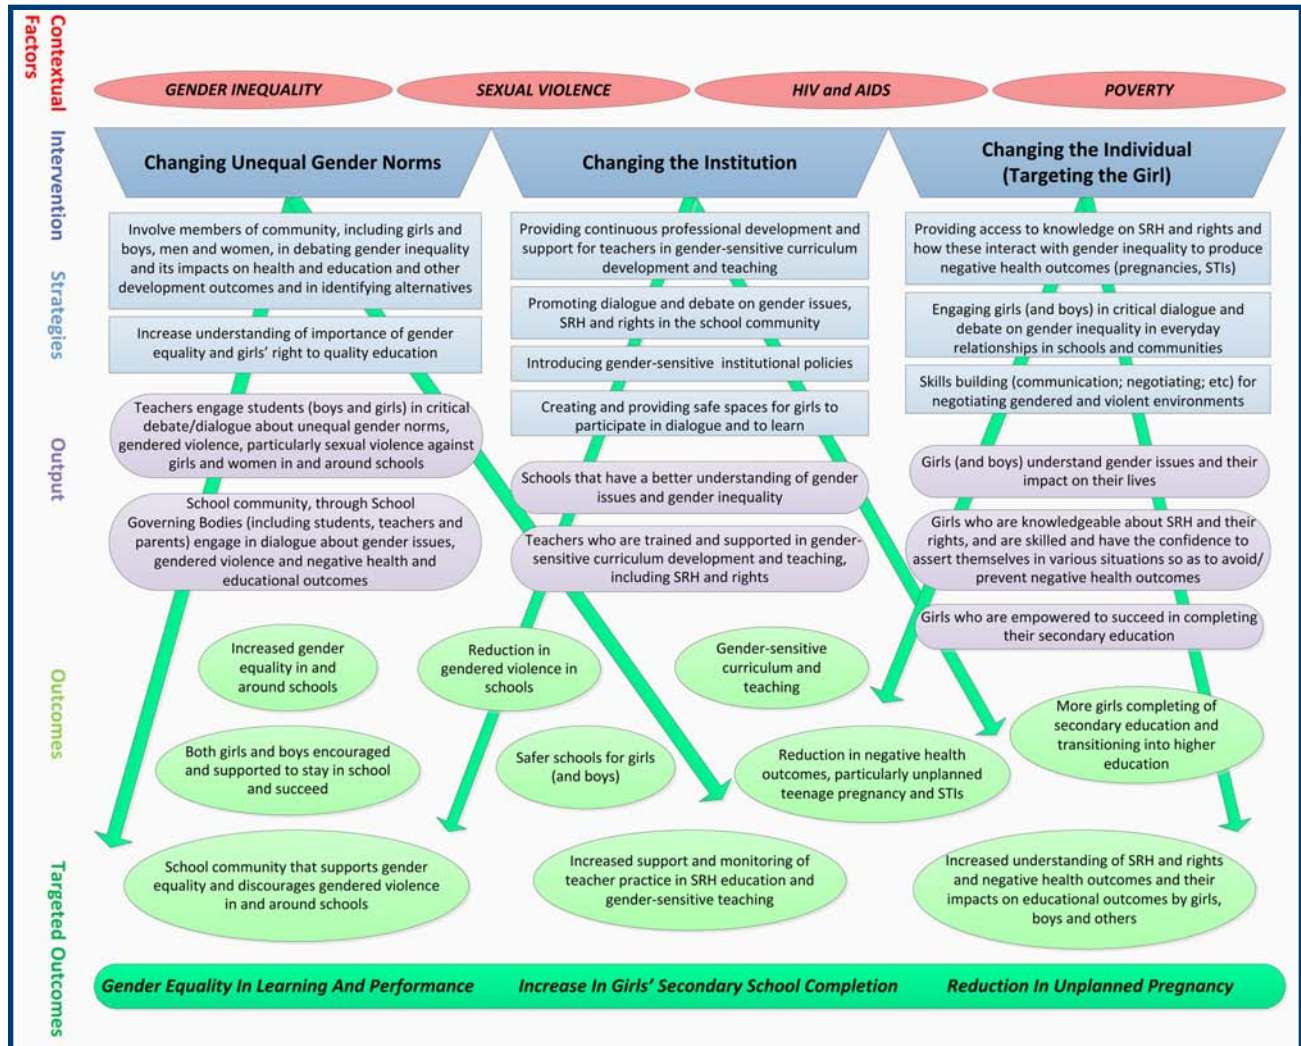 Contextual
Factors
GENDER INEQUALITY
SEXUAL VIOLENCE
HIV and AIDS
POVERTY
Intervention
Changing Unequal Gender Norms
Changing the Institution
Changing the Individual
(Targeting the Girl)
Strategies
Involve members of community, including girls and
boys, men and women, in debating gender inequality
and its impacts on health and education and other
development outcomes and in identifying alternatives
Increase understanding of importance of gender
equality and girls' right to quality education
Providing continuous professional development and
support for teachers in gender-sensitive curriculum
development and teaching
Promoting dialogue and debate on gender issues,
SRH and rights in the school community
Introducing gender-sensitive institutional policies
Creating and providing safe spaces for girls to
participate in dialogue and to learn
Providing access to knowledge on SRH and rights and
how these interact with gender inequality to produce
negative health outcomes (pregnancies, STIs)
Engaging girls (and boys) in critical dialogue and
debate on gender inequality in everyday
relationships in schools and communities
Skills building (communication; negotiating; etc) for
negotiating gendered and violent environments
Output
Teachers engage students (boys and girls) in critical
debate/dialogue about unequal gender norms,
gendered violence, particularly sexual violence against
girls and women in and around schools
School community, through School
Governing Bodies (including students, teachers and
parents) engage in dialogue about gender issues,
gendered violence and negative health and
educational outcomes
Schools that have a better understanding of gender
issues and gender inequality
Teachers who are trained and supported in gender-
sensitive curriculum development and teaching,
including SRH and rights
Girls (and boys) understand gender issues and their
impact on their lives
Girls who are knowledgeable about SRH and their
rights, and are skilled and have the confidence to
assert themselves in various situations so as to avoid/
prevent negative health outcomes
Girls who are empowered to succeed in completing
their secondary education
Outcomes
Increased gender
equality in and
around schools
Reduction in
gendered violence in
schools
Gender-sensitive
curriculum and
teaching
More girls completing of
secondary education and
transitioning into higher
education
Both girls and boys encouraged
and supported to stay in school
and succeed
Safer schools for girls
(and boys)
Reduction in negative health
outcomes, particularly unplanned
teenage pregnancy and STIs
School community that supports gender
equality and discourages gendered violence
in and around schools
Increased support and monitoring of
teacher practice in SRH education and
gender-sensitive teaching
Increased understanding of SRH and rights
and negative health outcomes and their
impacts on educational outcomes by girls,
boys and others
Targeted Outcomes
Gender Equality In Learning And Performance
Increase In Girls' Secondary School Completion
Reduction In Unplanned Pregnancy